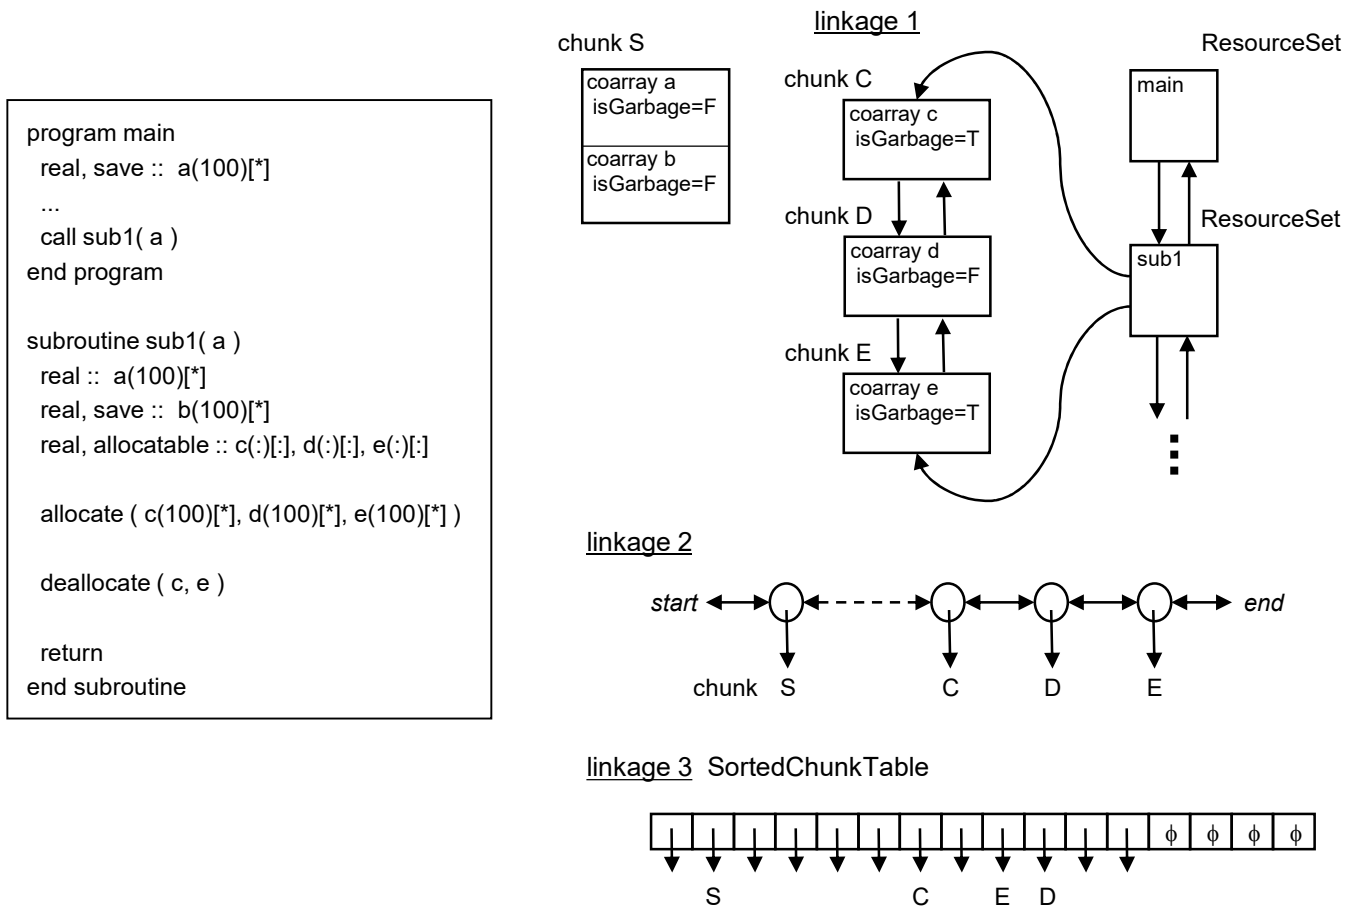 program main
real, save :: a(100)[*]
...
call sub1( a )
end program
subroutine sub1( a )
real :: a(100)[*]
real, save :: b(100)[*]
real, allocatable :: c(:)[:], d(:)[:], e(:)[:]
allocate ( c(100)[*], d(100)[*], e(100)[*] )
deallocate ( c, e )
return
end subroutine
linkage 1
chunk S
coarray a
isGarbage=F
coarray b
isGarbage=F
chunk C
coarray c
isGarbage=T
chunk D
coarray d
isGarbage=F
chunk E
coarray e
isGarbage=T
ResourceSet
main
ResourceSet
sub1
linkage 2
start
end
chunk S C D E
linkage 3 SortedChunkTable
ϕ ϕ ϕ ϕ
S C E D